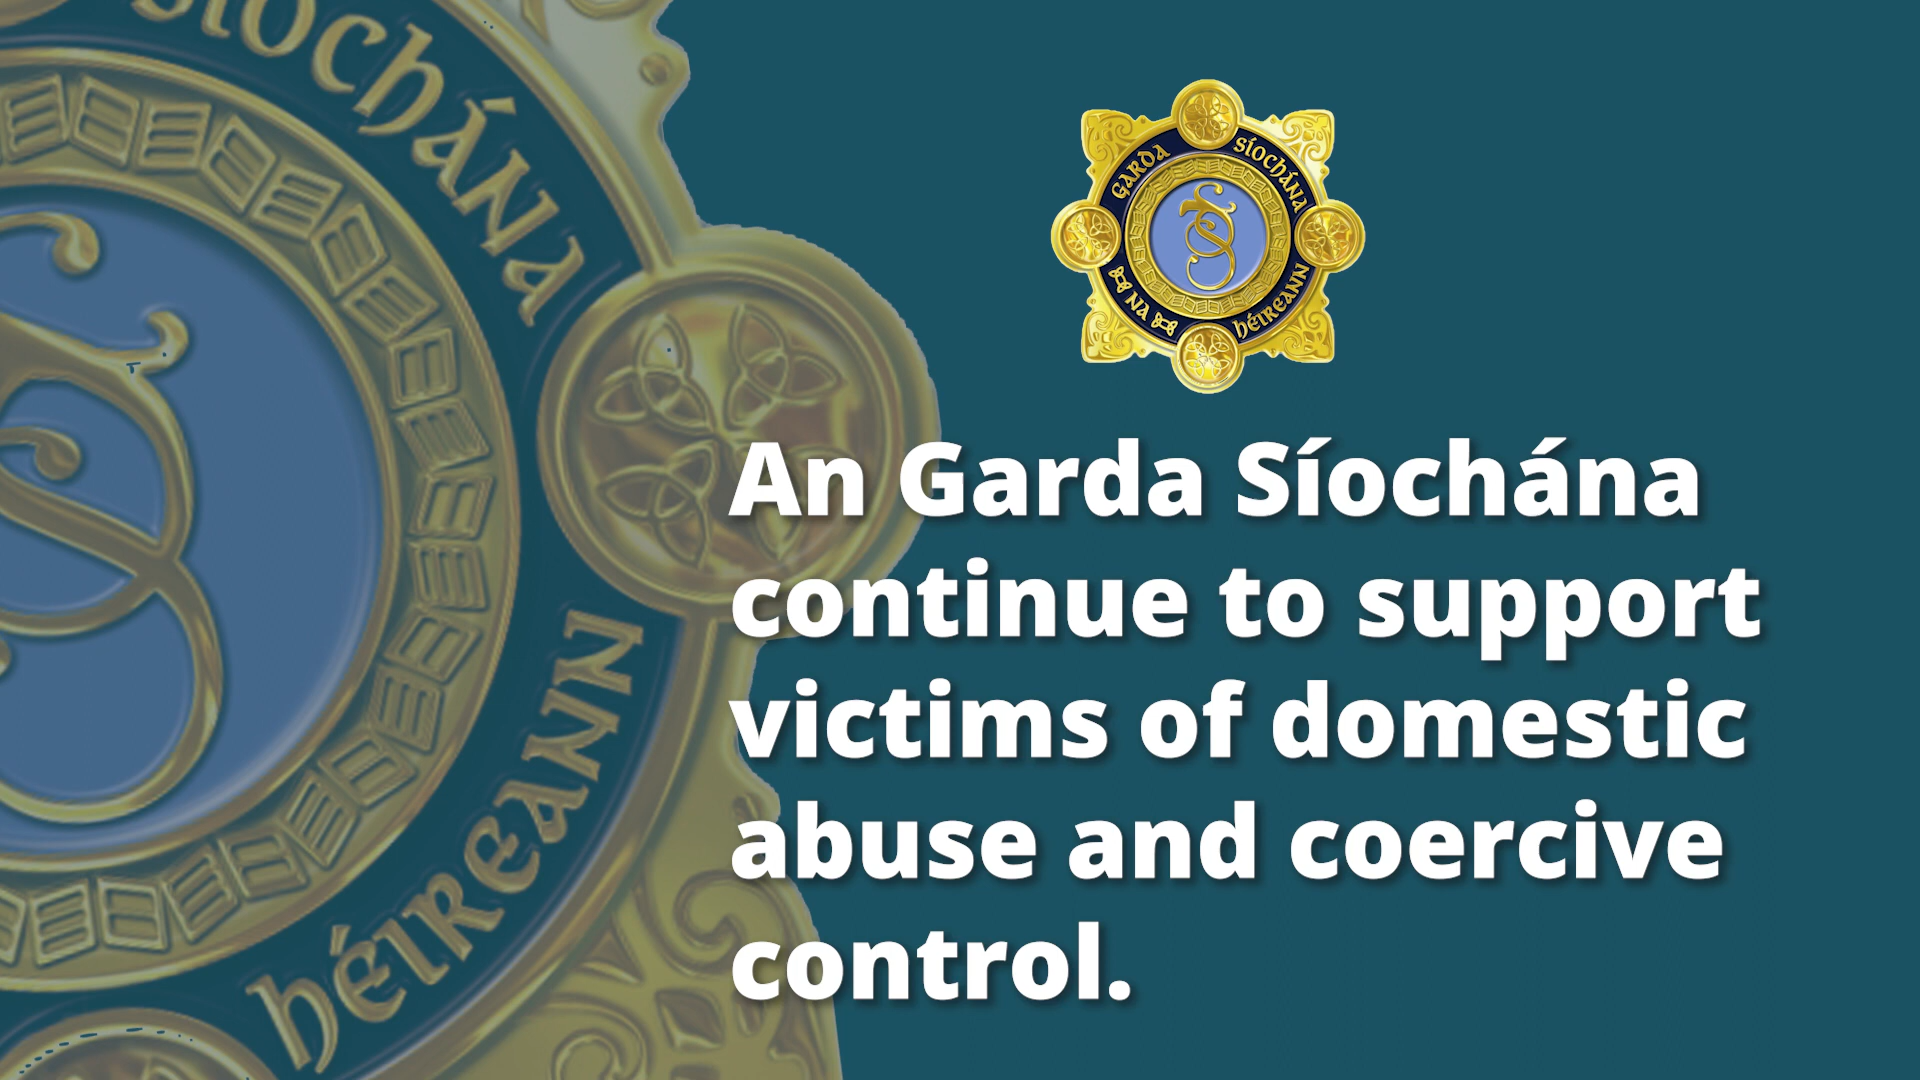 síochána
héireann
GARDA
síochána
NA
héireann
An Garda Síochána
continue to support
victims of domestic
abuse and coercive
control.